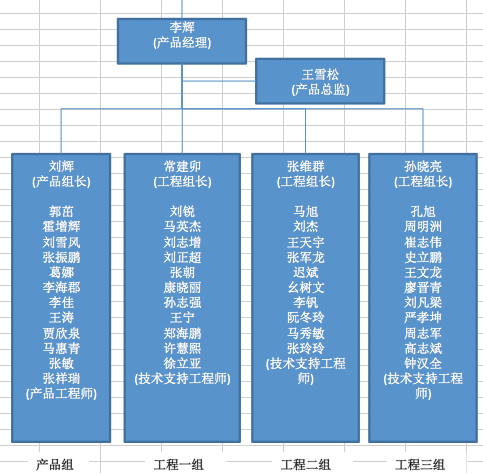 李辉
(产品经理)
王雪松
(产品总监)
刘辉
(产品组长)
郭茁
霍增辉
刘雪风
张振鹏
葛娜
李海郡
李佳
王涛
贾欣泉
马惠青
张敏
张祥瑞
(产品工程师)
常建卯
(工程组长)
刘锐
马英杰
刘志增
刘正超
张朝
康晓丽
孙志强
王宁
郑海鹏
许慧熙
徐立亚
(技术支持工程师)
张维群
(工程组长)
马旭
刘杰
王天宇
张军龙
迟斌
幺树文
李钒
阮冬玲
马秀敏
张玲玲
(技术支持工程
师)
孙晓亮
(工程组长)
孔旭
周明洲
崔志伟
史立鹏
王文龙
廖晋青
刘凡梁
严孝坤
周志军
高志斌
钟汉全
(技术支持工程
师)
产品组
工程一组
工程二组
工程三组